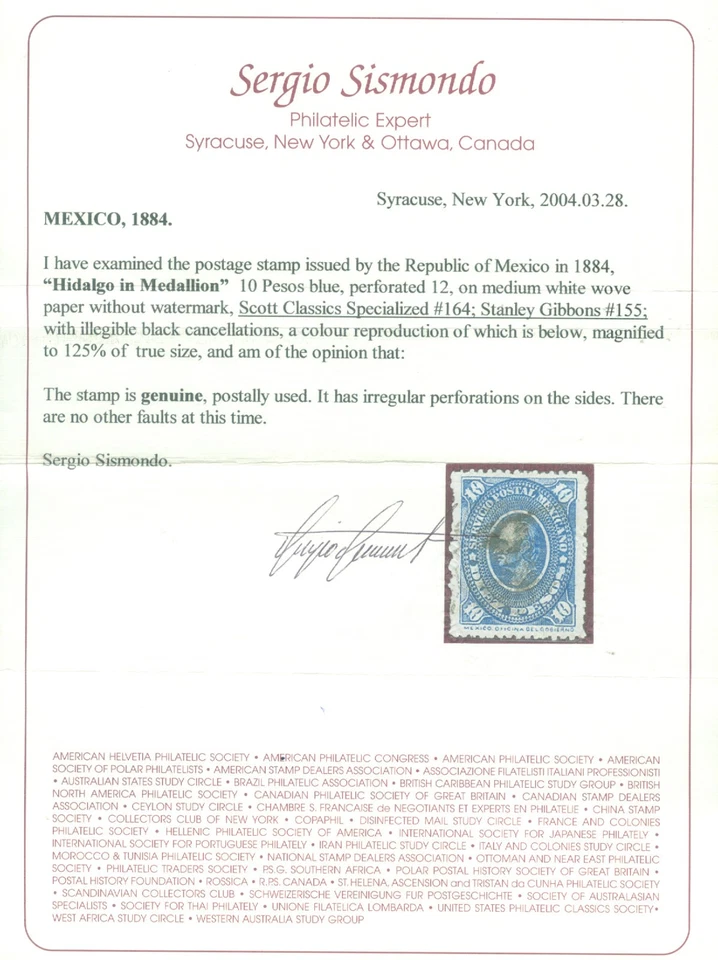 Sergio Sismondo
Philatelic Expert
Syracuse, New York & Ottawa, Canada
Syracuse, New York, 2004.03.28.
MEXICO, 1884.
I have examined the postage stamp issued by the Republic of Mexico in 1884,
“Hidalgo in Medallion” 10 Pesos blue, perforated 12, on medium white wove
paper without watermark, Scott Classics Specialized #164; Stanley Gibbons #155;
with illegible black cancellations, a colour reproduction of which is below, magnified
to 125% of true size, and am of the opinion that:
The stamp is genuine, postally used. It has irregular perforations on the sides. There
are no other faults at this time.
Sergio Sismondo.
10 10
SERVICIO POSTAL MEXICANO
DIEZ PESOS
10 10
MEXICO. OFICINA DEL GOBIERNO
AMERICAN HELVETIA PHILATELIC SOCIETY • AMERICAN PHILATELIC CONGRESS • AMERICAN PHILATELIC SOCIETY • AMERICAN
SOCIETY OF POLAR PHILATELISTS • AMERICAN STAMP DEALERS ASSOCIATION • ASSOCIAZIONE FILATELISTI ITALIANI PROFESSIONISTI
• AUSTRALIAN STATES STUDY CIRCLE • BRAZIL PHILATELIC ASSOCIATION • BRITISH CARIBBEAN PHILATELIC STUDY GROUP • BRITISH
NORTH AMERICA PHILATELIC SOCIETY • CANADIAN PHILATELIC SOCIETY OF GREAT BRITAIN • CANADIAN STAMP DEALERS
ASSOCIATION • CEYLON STUDY CIRCLE • CHAMBRE S. FRANCAISE de NEGOTIANTS ET EXPERTS EN PHILATELIE • CHINA STAMP
SOCIETY • COLLECTORS CLUB OF NEW YORK • COPAPHIL • DISINFECTED MAIL STUDY CIRCLE • FRANCE AND COLONIES
PHILATELIC SOCIETY • HELLENIC PHILATELIC SOCIETY OF AMERICA • INTERNATIONAL SOCIETY FOR JAPANESE PHILATELY •
INTERNATIONAL SOCIETY FOR PORTUGUESE PHILATELY • IRAN PHILATELIC STUDY CIRCLE • ITALY AND COLONIES STUDY CIRCLE •
MOROCCO & TUNISIA PHILATELIC SOCIETY • NATIONAL STAMP DEALERS ASSOCIATION • OTTOMAN AND NEAR EAST PHILATELIC
SOCIETY • PHILATELIC TRADERS SOCIETY • P.S.G. SOUTHERN AFRICA • POLAR POSTAL HISTORY SOCIETY OF GREAT BRITAIN •
POSTAL HISTORY FOUNDATION • ROSSICA • R.P.S. CANADA • ST. HELENA, ASCENSION and TRISTAN da CUNHA PHILATELIC SOCIETY
• SCANDINAVIAN COLLECTORS CLUB • SCHWEIZERISCHE VEREINIGUNG FUR POSTGESCHICHTE • SOCIETY OF AUSTRALASIAN
SPECIALISTS • SOCIETY FOR THAI PHILATELY • UNIONE FILATELICA LOMBARDA • UNITED STATES PHILATELIC CLASSICS SOCIETY•
WEST AFRICA STUDY CIRCLE • WESTERN AUSTRALIA STUDY GROUP